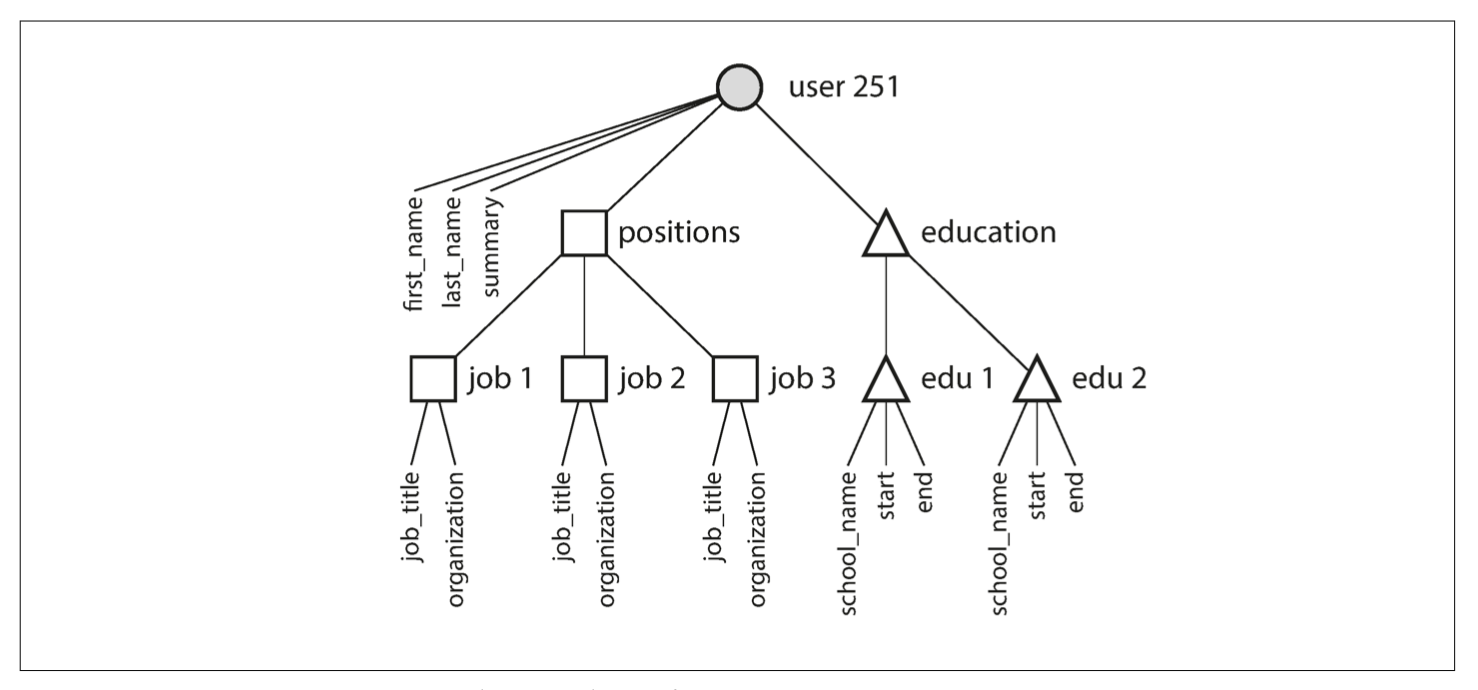 user 251
first_name
last_name
summary
positions
education
job 1
job 2
job 3
edu 1
edu 2
job_title
organization
job_title
organization
job_title
organization
school_name
start
end
school_name
start
end